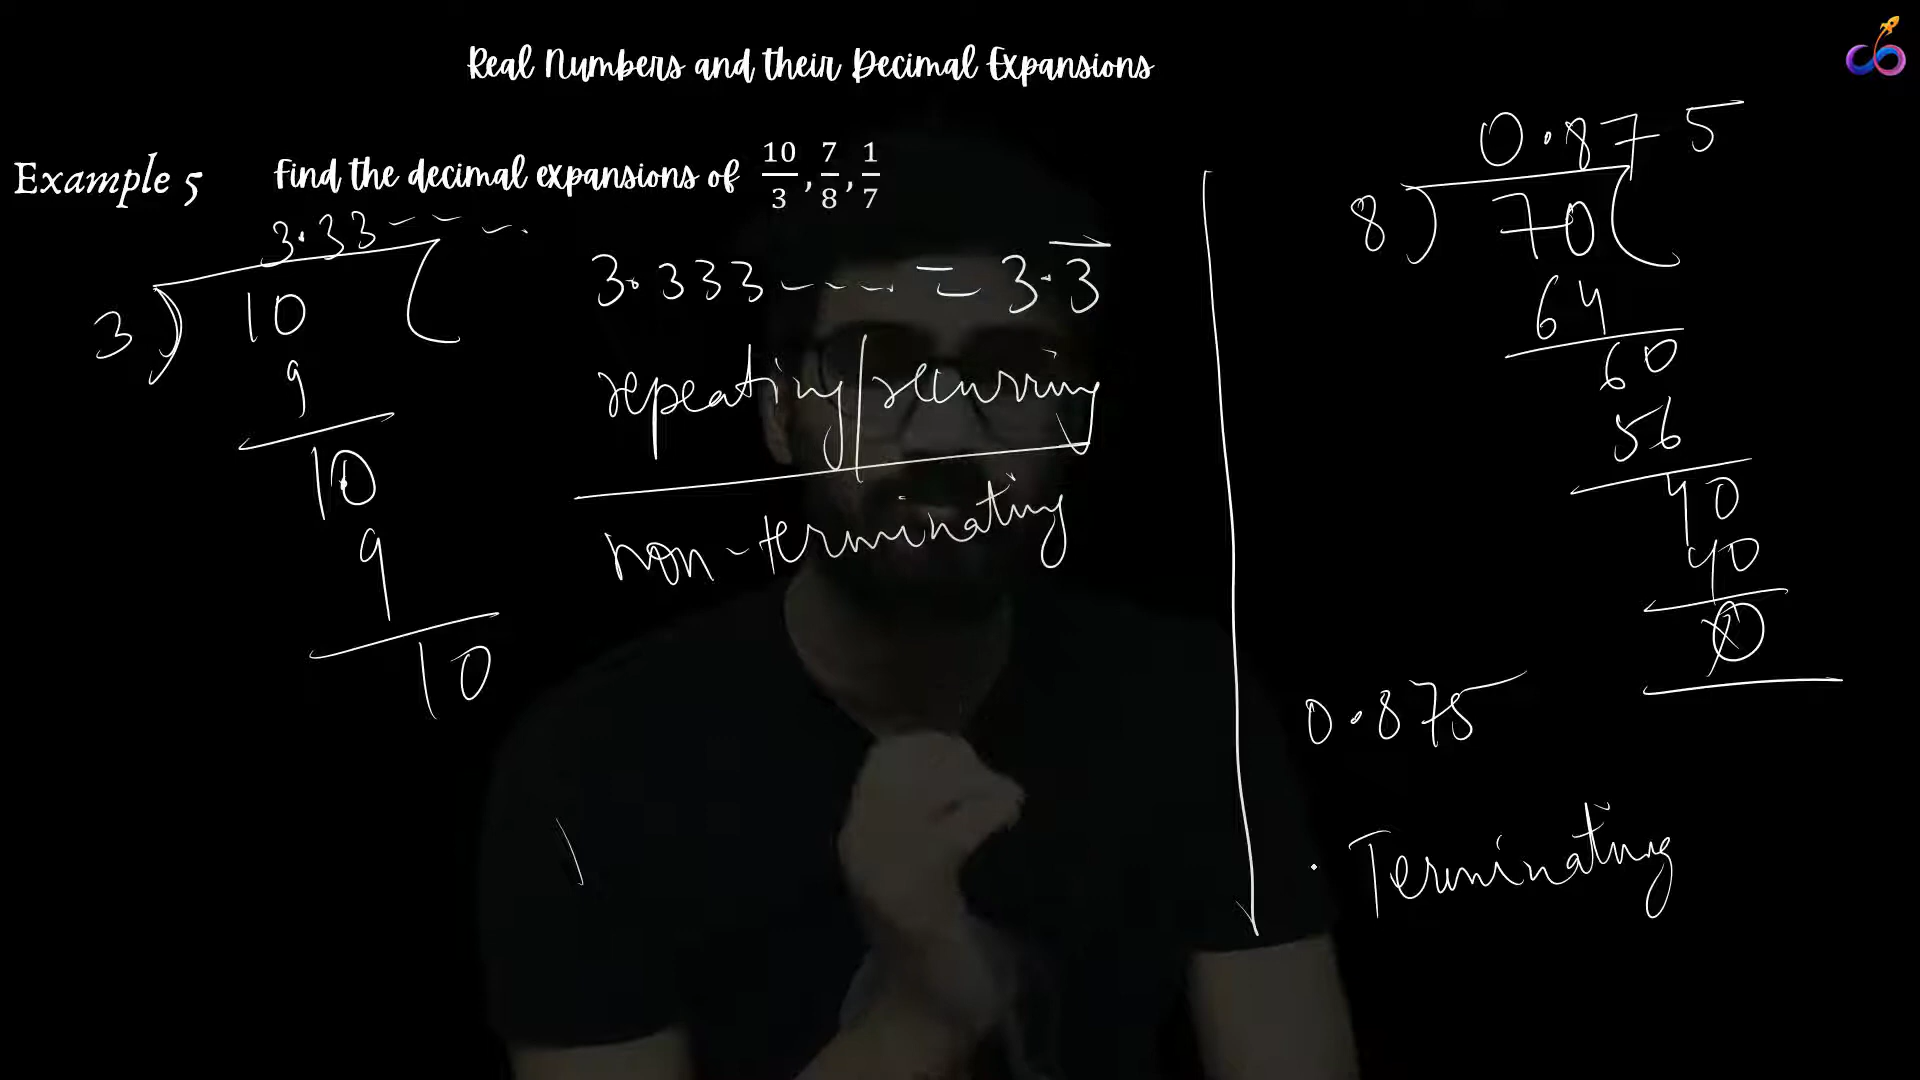 Real Numbers and their Decimal Expansions
Example 5 Find the decimal expansions of 10/3, 7/8, 1/7
3.33 - - - -
3) 10 (
9
10
9
10
3.333 - - - - = 3.3̅
repeating/recurring
non-terminating
0.875
8) 70 (
64
60
56
40
40
0
0.875
. Terminating